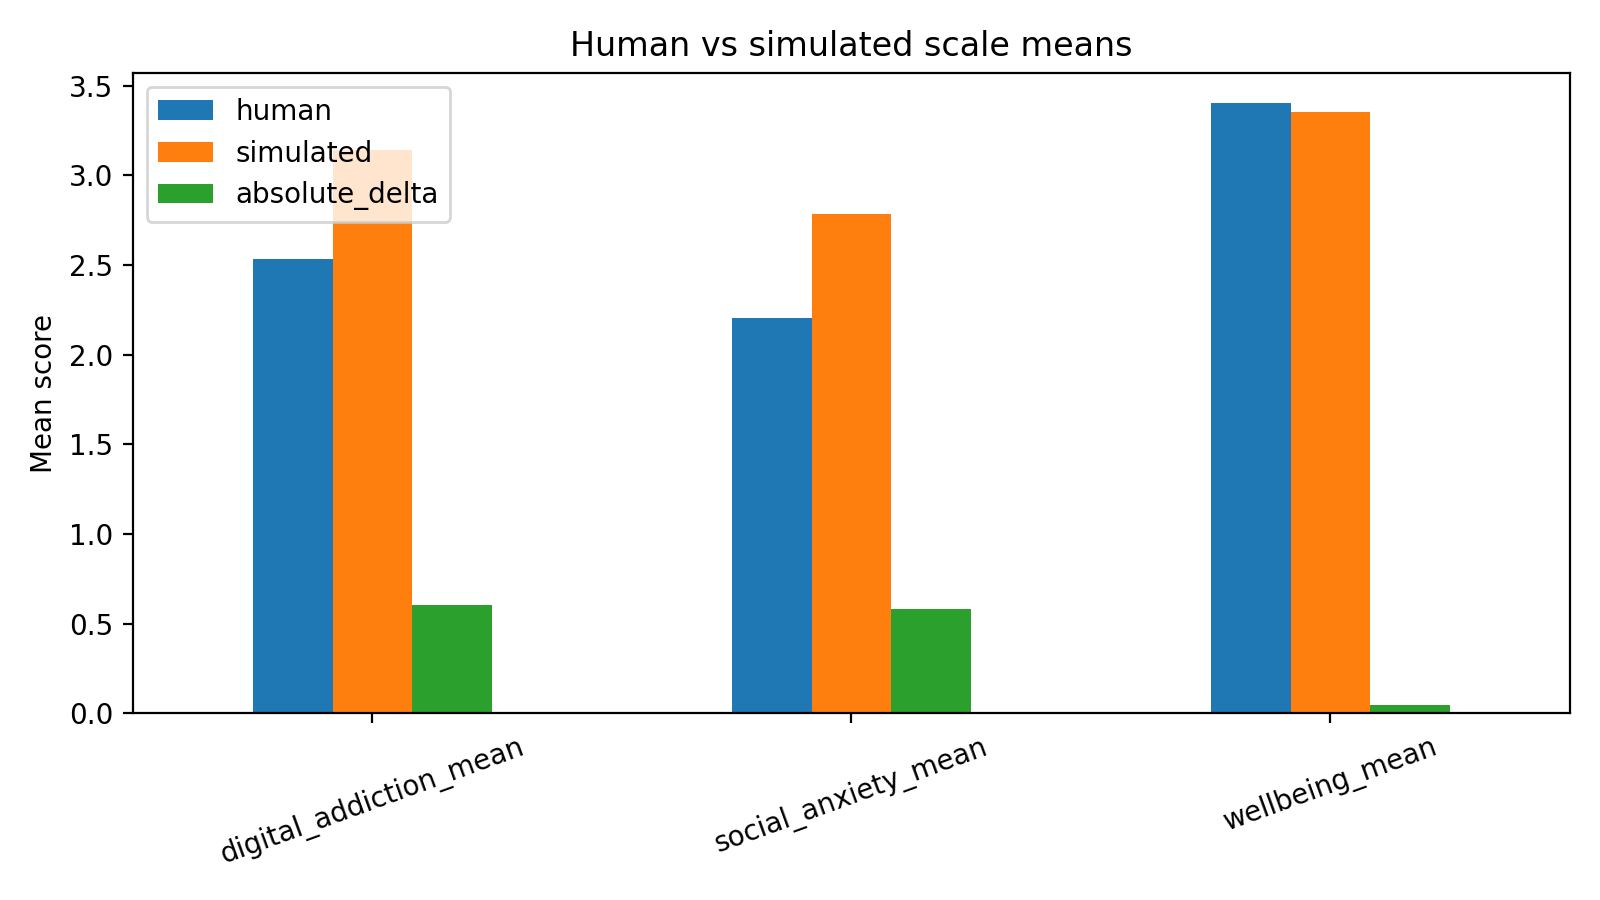 Human vs simulated scale means
human
simulated
absolute_delta
Mean score
3.5
3.0
2.5
2.0
1.5
1.0
0.5
0.0
digital_addiction_mean
social_anxiety_mean
wellbeing_mean